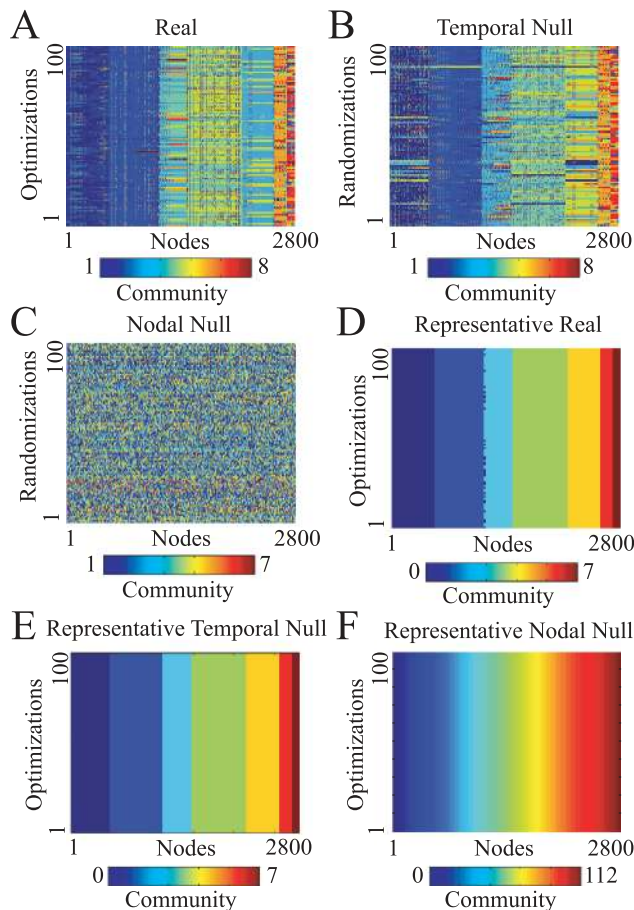 A
Real
Optimizations
100
1
1
Nodes
2800
1
8
Community
B
Temporal Null
Randomizations
100
1
1
Nodes
2800
1
8
Community
C
Nodal Null
Randomizations
100
1
1
Nodes
2800
1
7
Community
D
Representative Real
Optimizations
100
1
1
Nodes
2800
0
7
Community
E
Representative Temporal Null
Optimizations
100
1
1
Nodes
2800
0
7
Community
F
Representative Nodal Null
Optimizations
100
1
1
Nodes
2800
0
112
Community